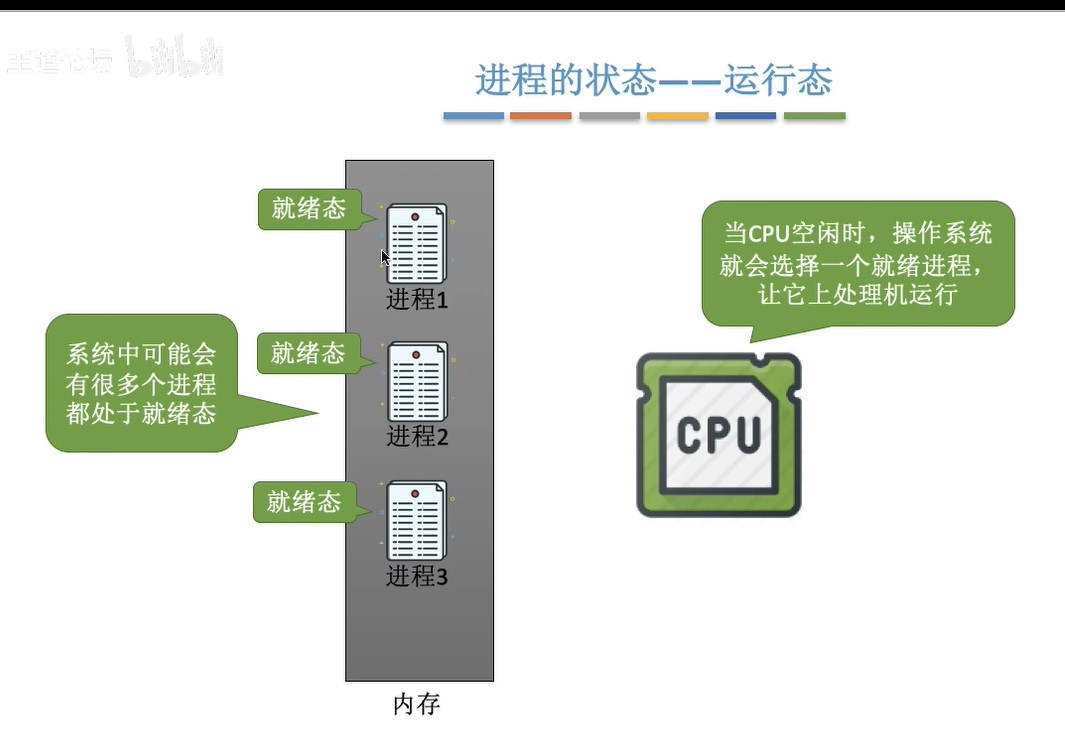 王道论坛 bilibili
进程的状态——运行态
就绪态
进程1
当CPU空闲时，操作系统
就会选择一个就绪进程，
让它上处理机运行
系统中可能会
有很多个进程
都处于就绪态
就绪态
进程2
CPU
就绪态
进程3
内存